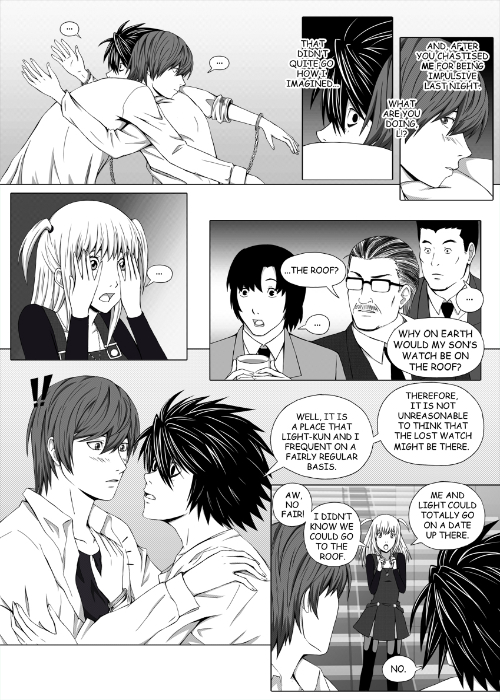 ...
...
THAT
DIDN'T
QUITE GO
HOW I
IMAGINED...
AND, AFTER
YOU CHASTISED
ME FOR BEING
IMPULSIVE
LAST NIGHT.
WHAT
ARE YOU
DOING,
L!?
...
...THE ROOF?
...
...
WHY ON EARTH
WOULD MY SON'S
WATCH BE ON
THE ROOF?
!!
WELL, IT IS
A PLACE THAT
LIGHT-KUN AND I
FREQUENT ON A
FAIRLY REGULAR
BASIS.
THEREFORE,
IT IS NOT
UNREASONABLE
TO THINK THAT
THE LOST WATCH
MIGHT BE THERE.
AW,
NO
FAIR!
I DIDN'T
KNOW WE
COULD GO
TO THE
ROOF.
ME AND
LIGHT COULD
TOTALLY GO
ON A DATE
UP THERE.
NO.